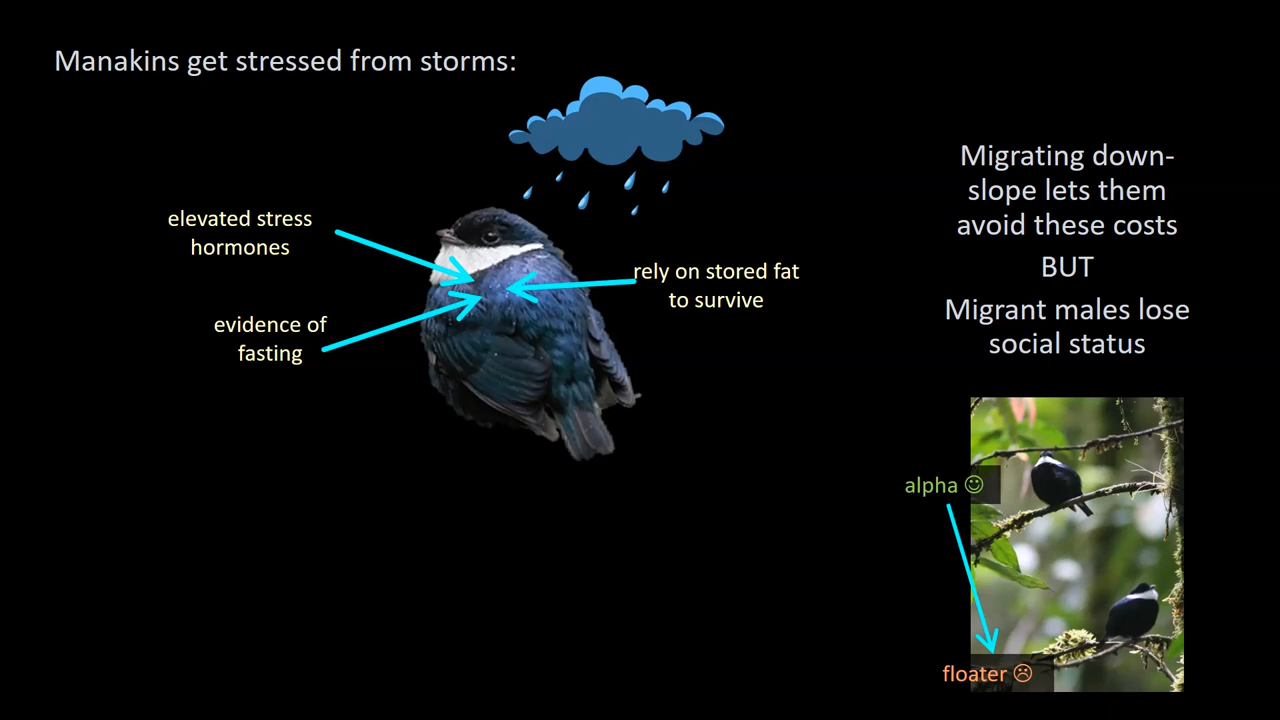 Manakins get stressed from storms:
elevated stress
hormones
evidence of
fasting
rely on stored fat
to survive
Migrating down-
slope lets them
avoid these costs
BUT
Migrant males lose
social status
alpha ☺
floater ☹